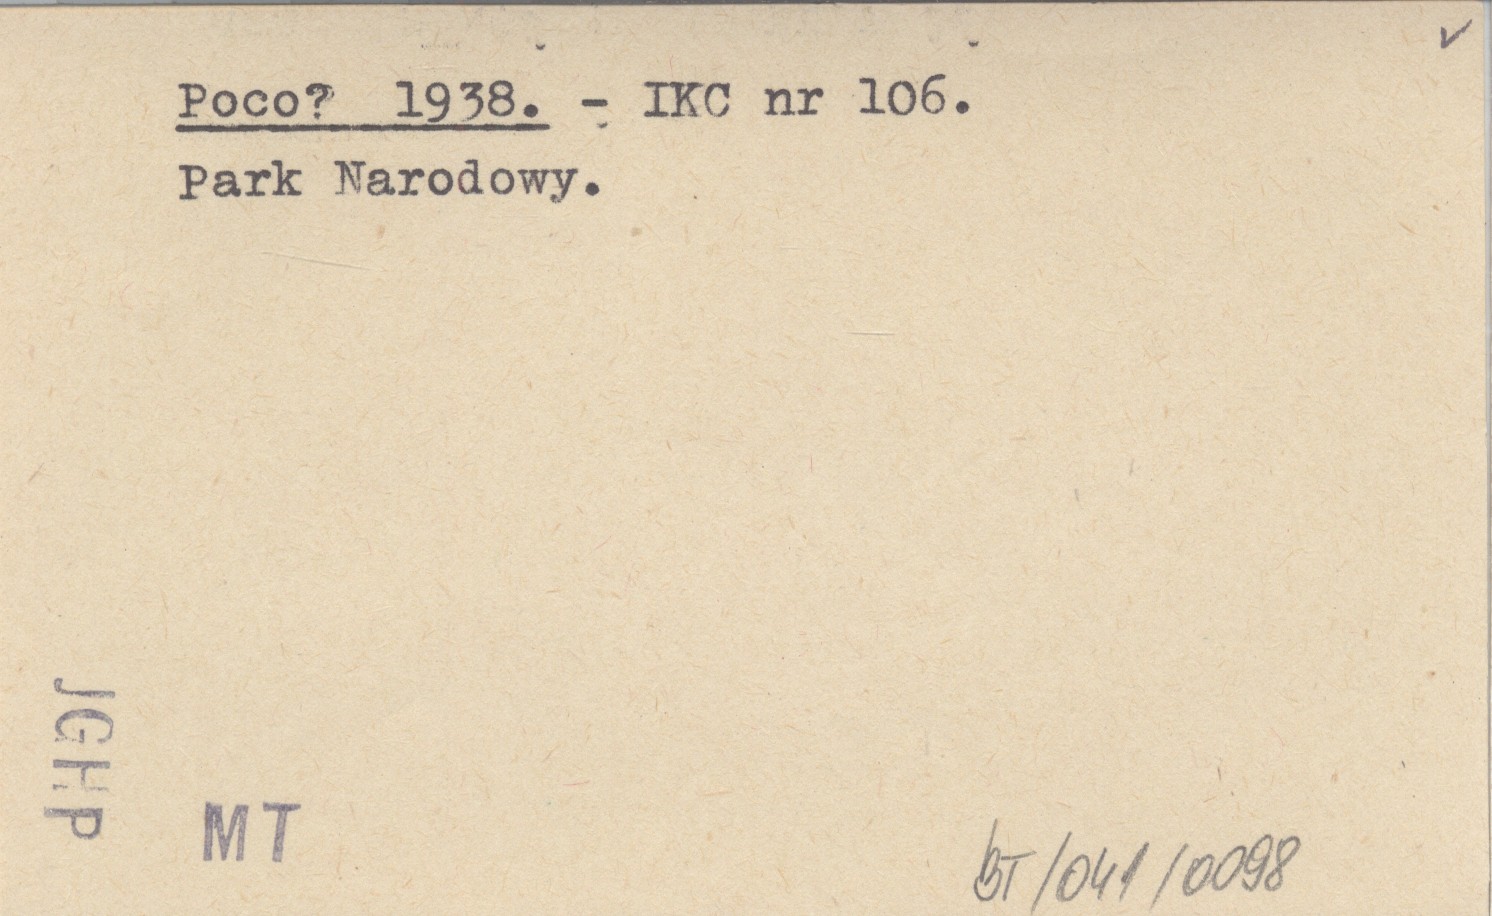 Poco? 1938. - IKC nr 106.
Park Narodowy.
JGHP
MT
BT/041/0098